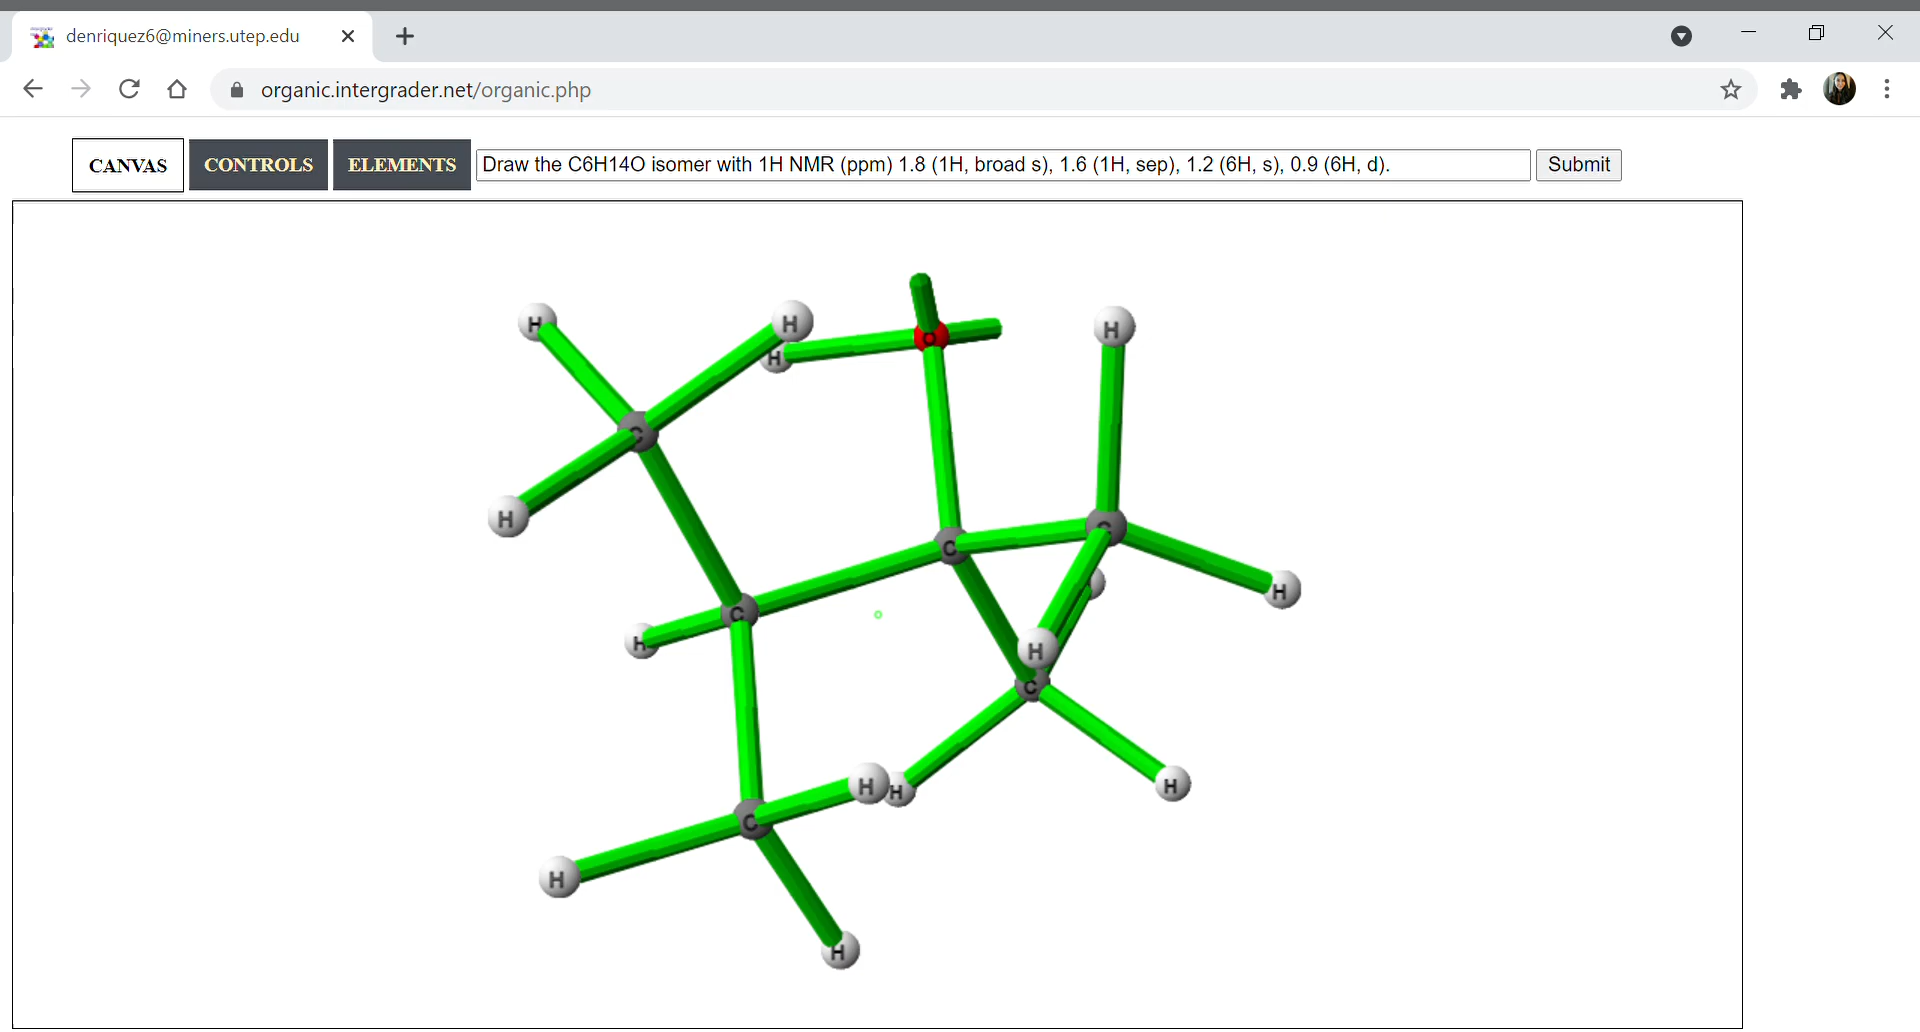 denriquez6@miners.utep.edu
organic.intergrader.net/organic.php
CANVAS CONTROLS ELEMENTS Draw the C6H14O isomer with 1H NMR (ppm) 1.8 (1H, broad s), 1.6 (1H, sep), 1.2 (6H, s), 0.9 (6H, d). Submit
H H H
H O
C
H
C C
H
C H
H
H C
H H H
C
H
H